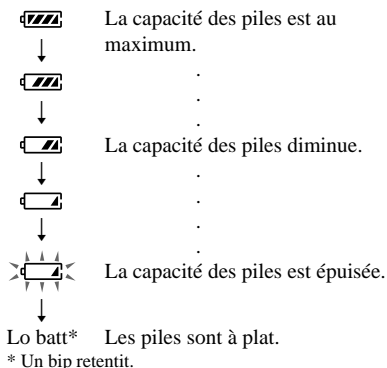 La capacité des piles est au
maximum.
.
.
.
La capacité des piles diminue.
.
.
.
La capacité des piles est épuisée.
Lo batt* Les piles sont à plat.
* Un bip retentit.